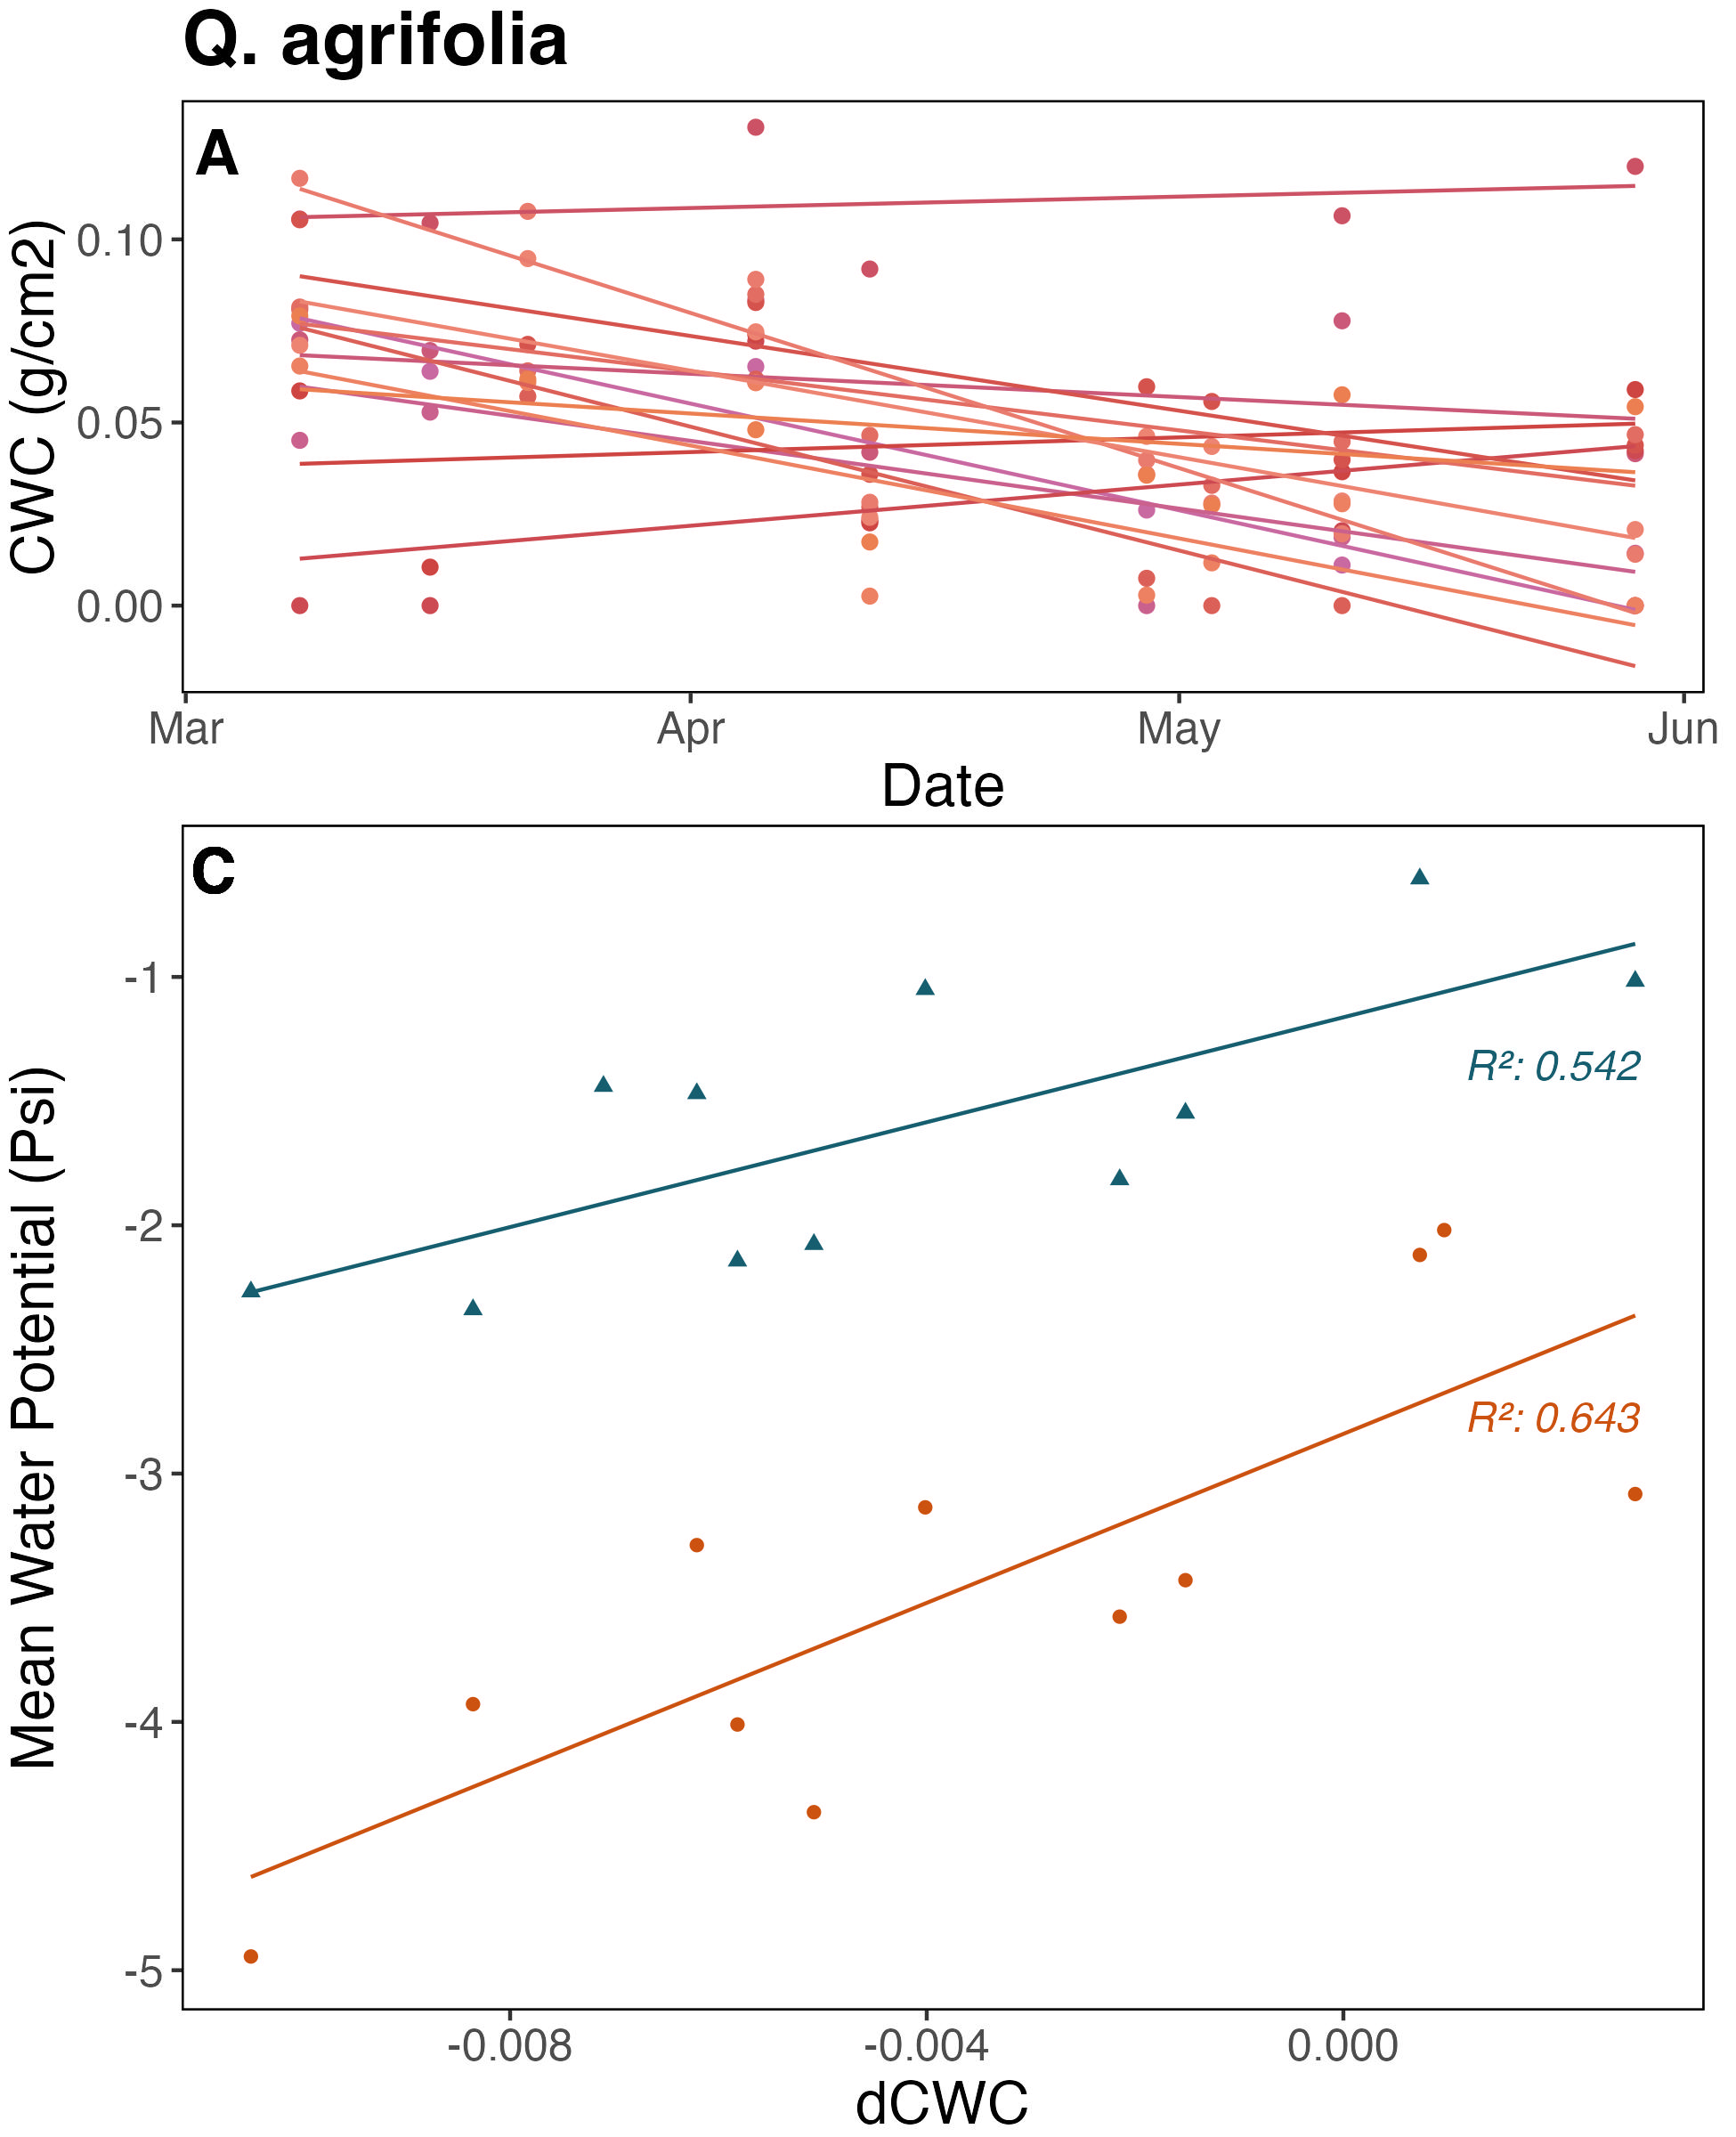 Q. agrifolia
A
CWC (g/cm2)
0.10
0.05
0.00
Mar Apr May Jun
Date
C
Mean Water Potential (Psi)
-1
-2
-3
-4
-5
R²: 0.542
R²: 0.643
-0.008 -0.004 0.000
dCWC